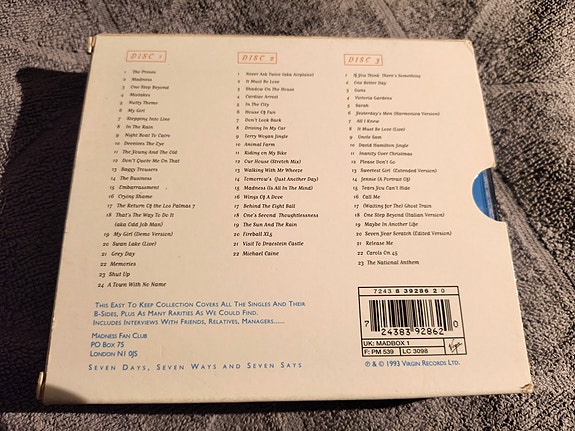 DISC 1
1 The Prince
2 Madness
3 One Step Beyond
4 Mistakes
5 Nutty Theme
6 My Girl
7 Stepping Into Line
8 In The Rain
9 Night Boat To Cairo
10 Deceives The Eye
11 The Young And The Old
12 Don't Quote Me On That
13 Baggy Trousers
14 The Business
15 Embarrassment
16 Crying Shame
17 The Return Of The Los Palmas 7
18 That's The Way To Do It
(aka Odd Job Man)
19 My Girl (Demo Version)
20 Swan Lake (Live)
21 Grey Day
22 Memories
23 Shut Up
24 A Town With No Name
DISC 2
1 Never Ask Twice (aka Airplane)
2 It Must Be Love
3 Shadow On The House
4 Cardiac Arrest
5 In The City
6 House Of Fun
7 Don't Look Back
8 Driving In My Car
9 Terry Wogan Jingle
10 Animal Farm
11 Riding on My Bike
12 Our House (Stretch Mix)
13 Walking With Mr Wheeze
14 Tomorrow's (Just Another Day)
15 Madness (Is All In The Mind)
16 Wings Of A Dove
17 Behind The Eight Ball
18 One's Second Thoughtlessness
19 The Sun And The Rain
20 Fireball XL5
21 Visit To Dracstein Castle
22 Michael Caine
DISC 3
1 If You Think There's Something
2 One Better Day
3 Guns
4 Victoria Gardens
5 Sarah
6 Yesterday's Men (Harmonica Version)
7 All I Knew
8 It Must Be Love (Live)
9 Uncle Sam
10 David Hamilton Jingle
11 Inanity Over Christmas
12 Please Don't Go
13 Sweetest Girl (Extended Version)
14 Jennie (A Portrait Of)
15 Tears You Can't Hide
16 Call Me
17 (Waiting For The) Ghost Train
18 One Step Beyond (Italian Version)
19 Maybe In Another Life
20 Seven Year Scratch (Edited Version)
21 Release Me
22 Carols On 45
23 The National Anthem
THIS EASY TO KEEP COLLECTION COVERS ALL THE SINGLES AND THEIR
B-SIDES, PLUS AS MANY RARITIES AS WE COULD FIND.
INCLUDES INTERVIEWS WITH FRIENDS, RELATIVES, MANAGERS.....
MADNESS FAN CLUB
PO BOX 75
LONDON N1 0JS
SEVEN DAYS, SEVEN WAYS AND SEVEN SAYS
7243 8 39286 2 0
7 24383 92862 0
UK: MADBOX 1
F: PM 539 LC 3098
Virgin
℗ & © 1993 VIRGIN RECORDS LTD.